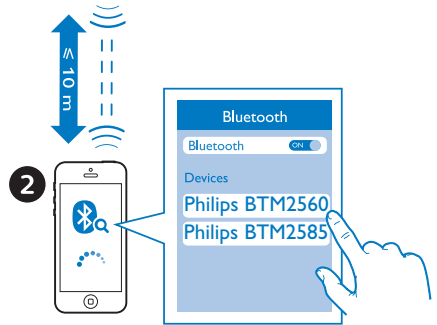 ≤ 10 m
2
Bluetooth
Bluetooth ON
Devices
Philips BTM2560
Philips BTM2585